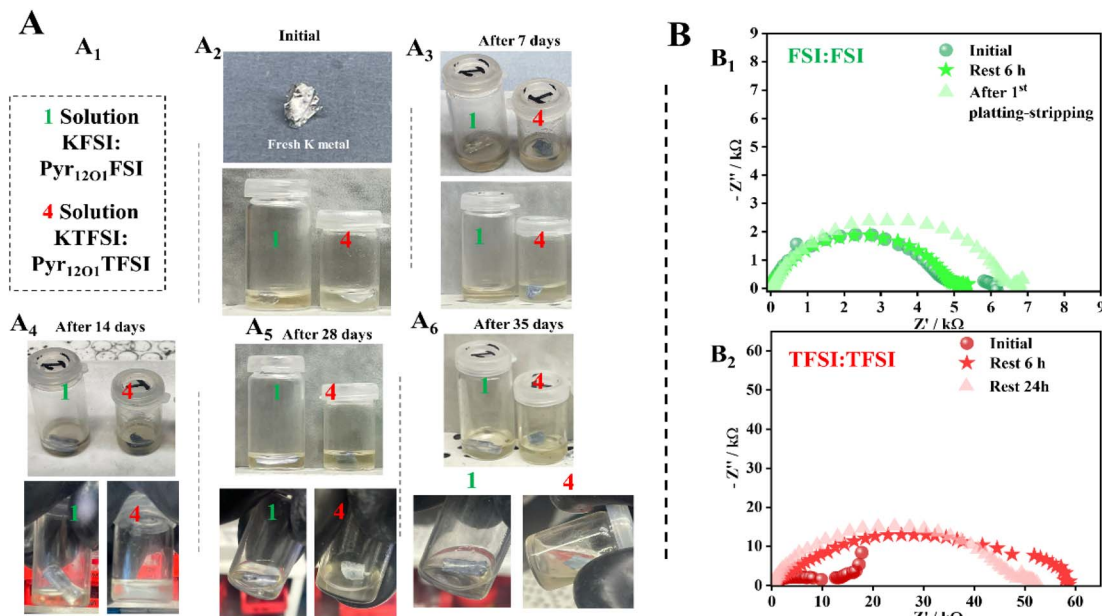 A
A1
1 Solution
KFSI:
Pyr12O1FSI
4 Solution
KTFSI:
Pyr12O1TFSI
A2
Initial
Fresh K metal
1
4
A3
After 7 days
1
4
1
4
A4
After 14 days
1
4
1
4
A5
After 28 days
1
4
1
4
A6
After 35 days
1
4
1
4
B
B1
FSI:FSI
Initial
Rest 6 h
After 1st
platting-stripping
- Z'' / kΩ
9
8
7
6
5
4
3
2
1
0
0 1 2 3 4 5 6 7 8 9
Z' / kΩ
B2
TFSI:TFSI
Initial
Rest 6 h
Rest 24h
- Z'' / kΩ
60
50
40
30
20
10
0
0 10 20 30 40 50 60
Z' / kΩ